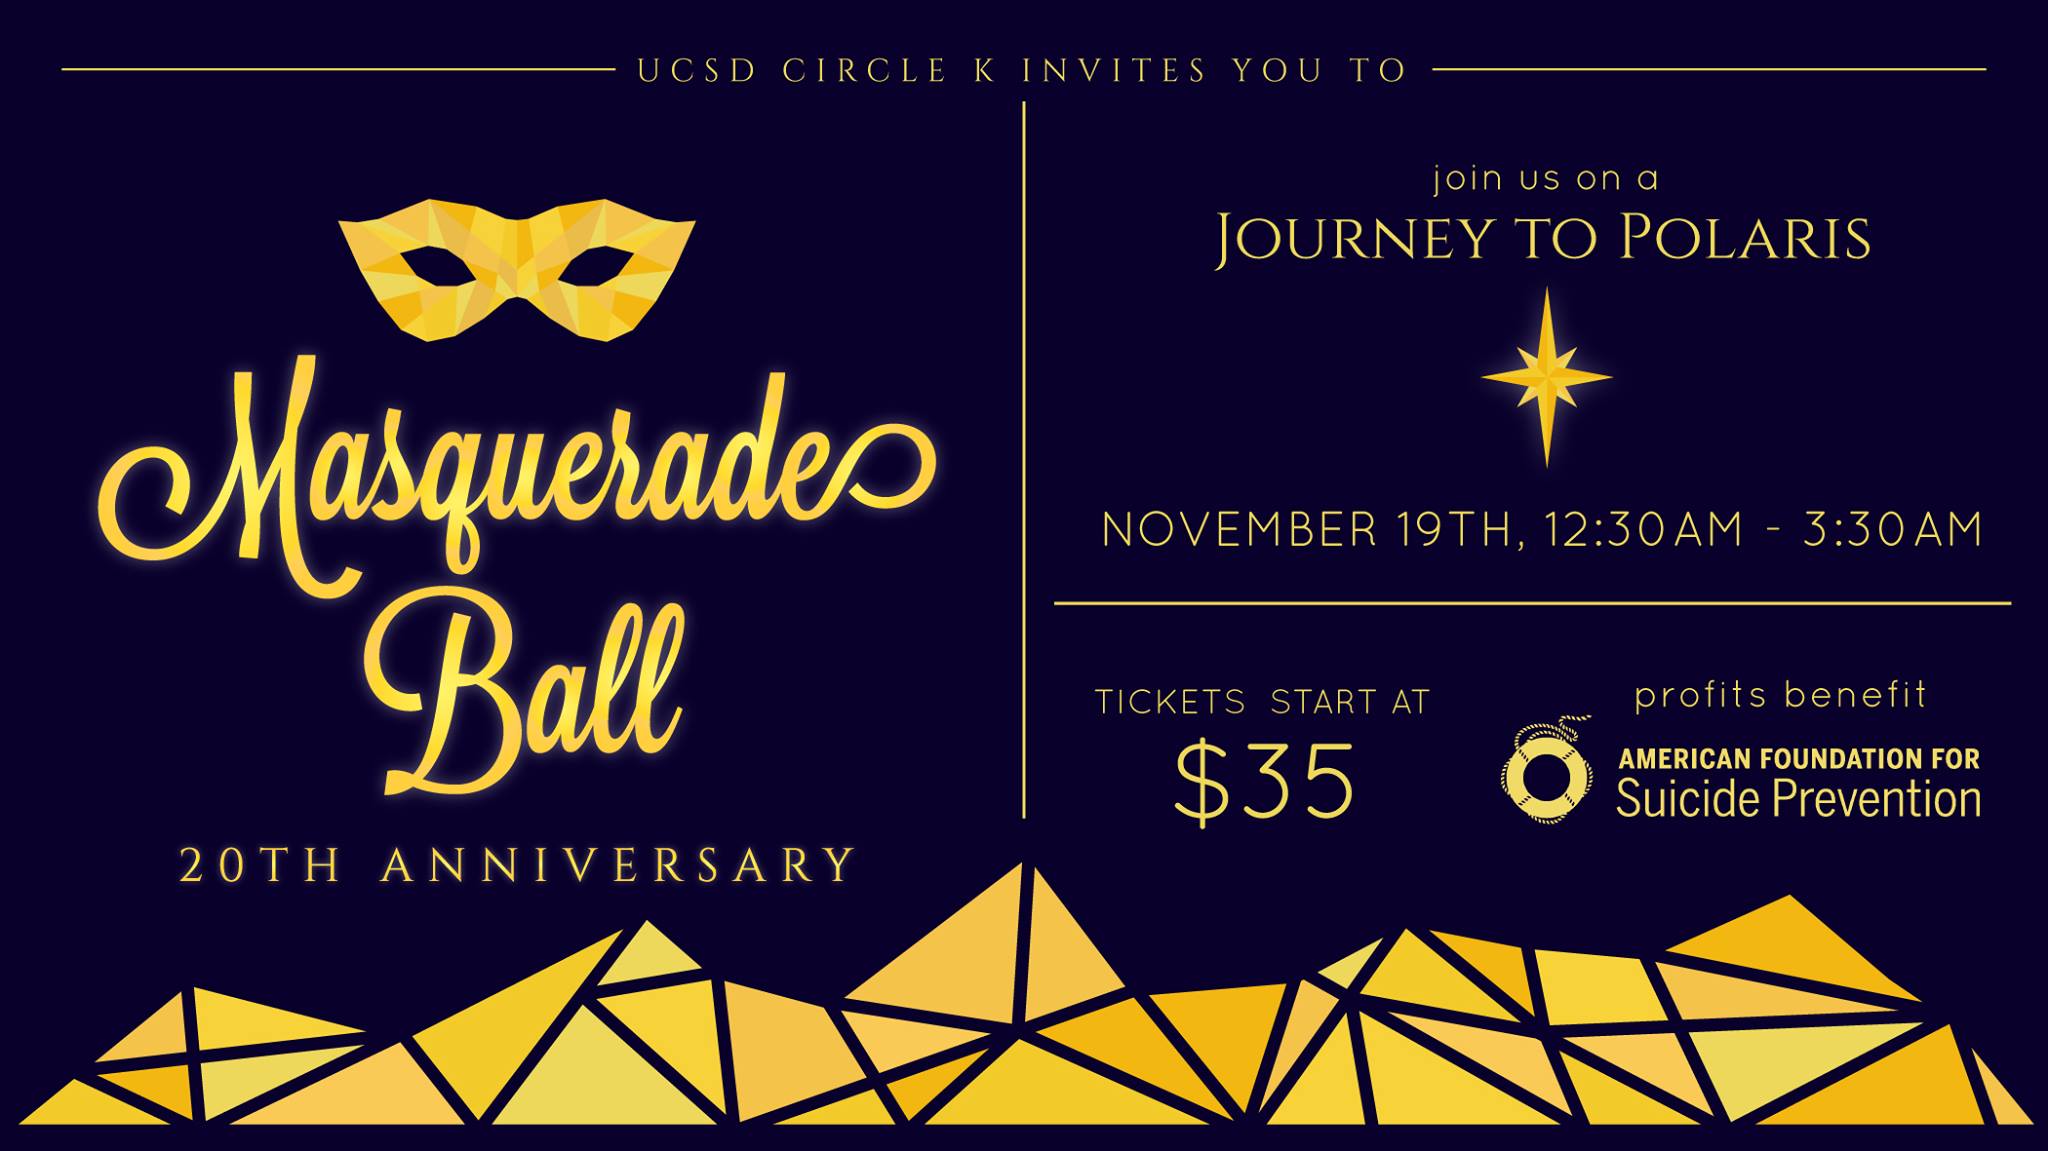 UCSD CIRCLE K INVITES YOU TO
Masquerade
Ball
20TH ANNIVERSARY
join us on a
JOURNEY TO POLARIS
NOVEMBER 19TH, 12:30AM - 3:30AM
TICKETS START AT
$35
profits benefit
AMERICAN FOUNDATION FOR
Suicide Prevention